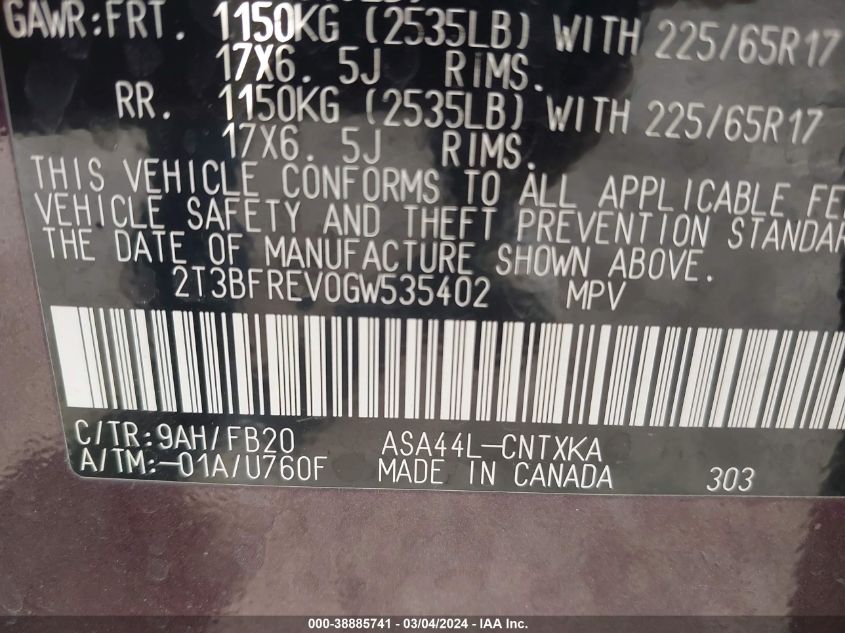 GAWR:FRT. 1150KG (2535LB) WITH 225/65R17
17X6. 5J RIMS.
RR. 1150KG (2535LB) WITH 225/65R17
17X6. 5J RIMS.
THIS VEHICLE CONFORMS TO ALL APPLICABLE
VEHICLE SAFETY AND THEFT PREVENTION STANDAR
THE DATE OF MANUFACTURE SHOWN ABOVE.
2T3BFREV0GW535402 MPV
C/TR:9AH/FB20 ASA44L-CNTXKA
A/TM:-01A/U760F MADE IN CANADA 303
000-38885741 - 03/04/2024 - IAA Inc.